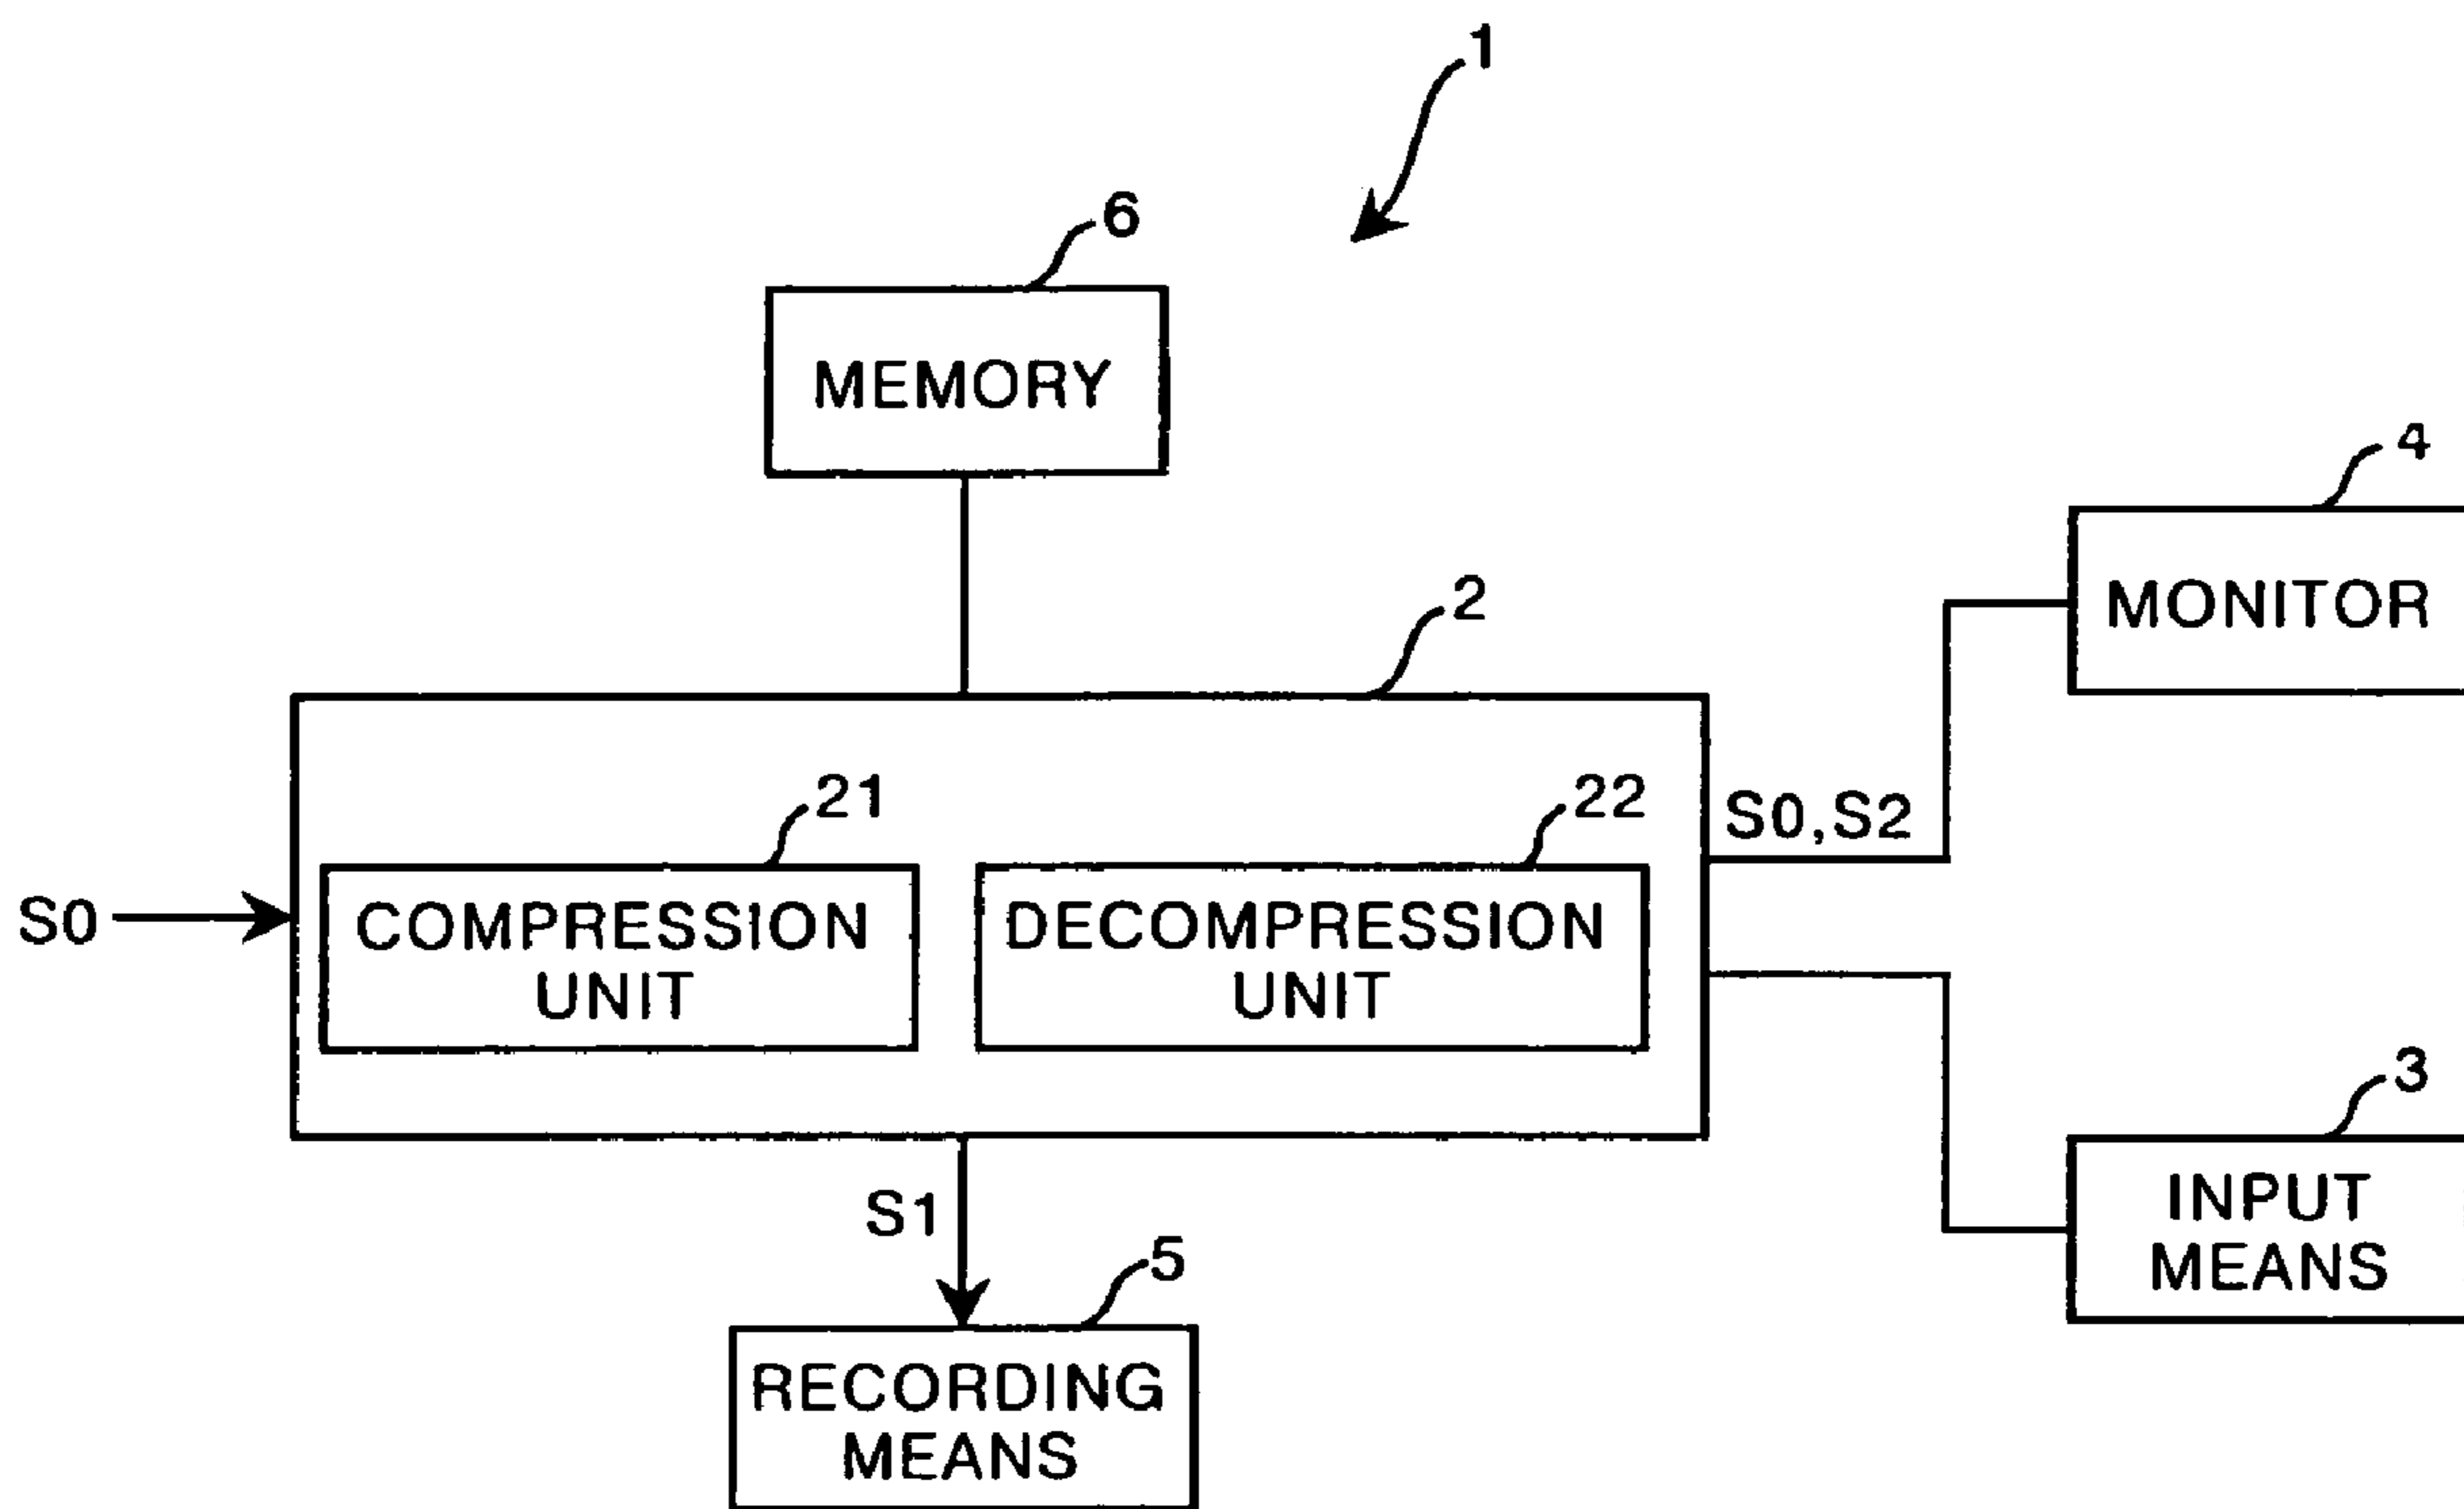 1
6
MEMORY
4
MONITOR
2
S0,S2
21
22
S0
COMPRESSION
UNIT
DECOMPRESSION
UNIT
3
INPUT
MEANS
S1
5
RECORDING
MEANS